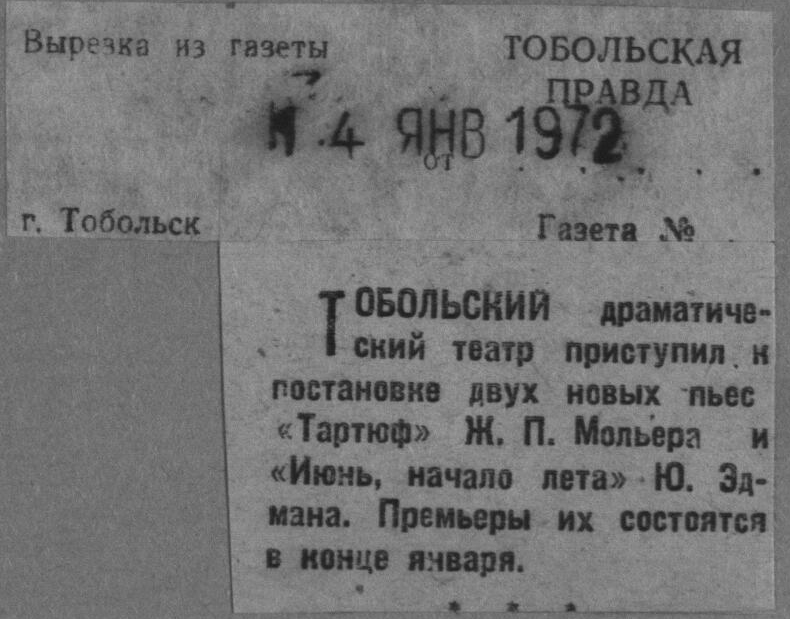 Вырезка из газеты
ТОБОЛЬСКАЯ
ПРАВДА
4 ЯНВ 1972
от
г. Тобольск
Газета №
ТОБОЛЬСКИЙ драматиче-
ский театр приступил к
постановке двух новых пьес
«Тартюф» Ж. П. Мольера и
«Июнь, начало лета» Ю. Эд-
мана. Премьеры их состоятся
в конце января.
* * *